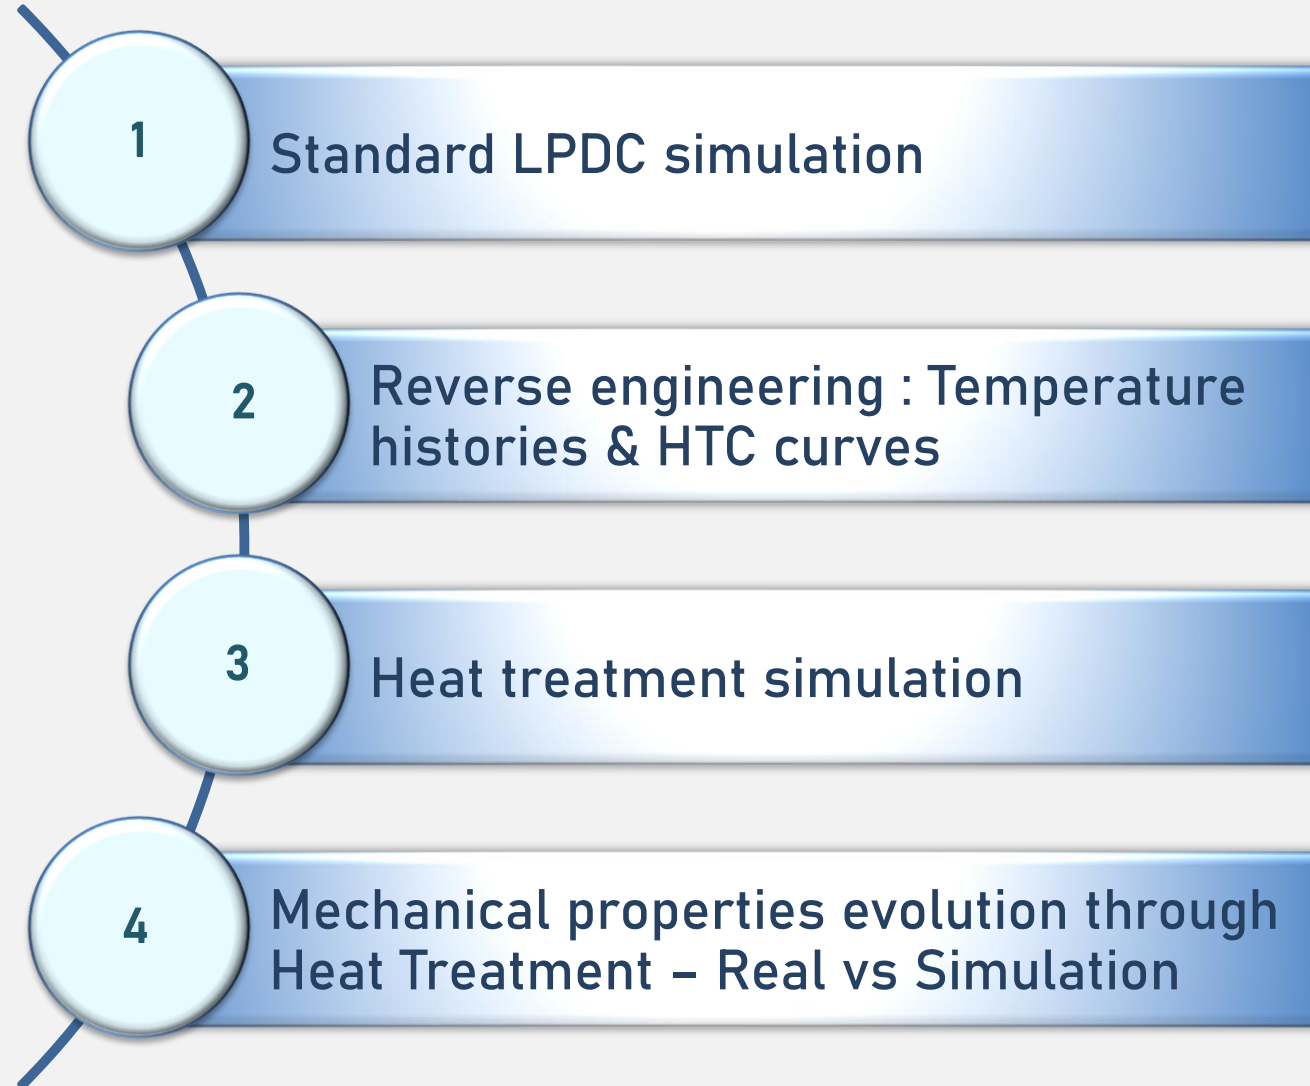 1
Standard LPDC simulation
2
Reverse engineering : Temperature
histories & HTC curves
3
Heat treatment simulation
4
Mechanical properties evolution through
Heat Treatment – Real vs Simulation